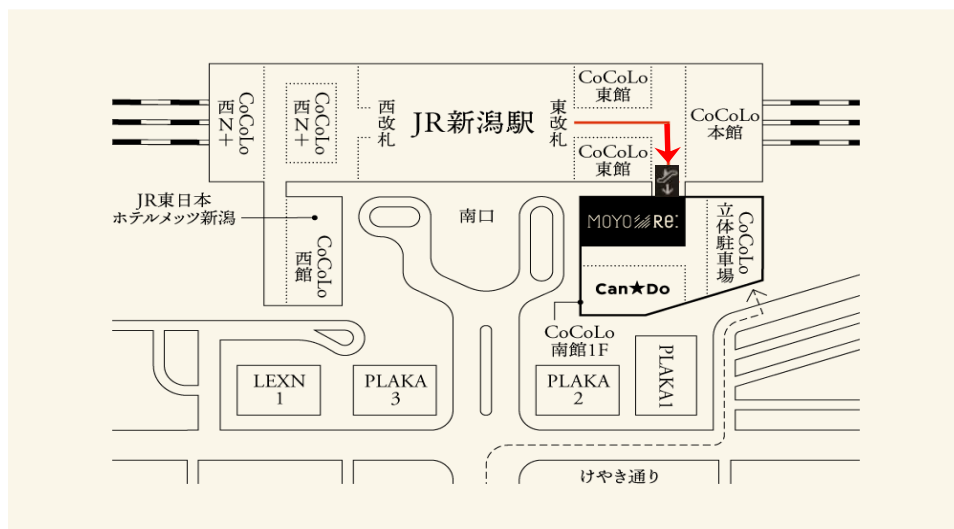 CoCoLo
西N+
CoCoLo
西N+
西改札
JR新潟駅
東改札
CoCoLo
東館
CoCoLo
東館
CoCoLo
本館
JR東日本
ホテルメッツ新潟
CoCoLo
西館
南口
MOYO Re:
CoCoLo
立体駐車場
Can★Do
CoCoLo
南館1F
LEXN
1
PLAKA
3
PLAKA
2
PLAKA1
けやき通り